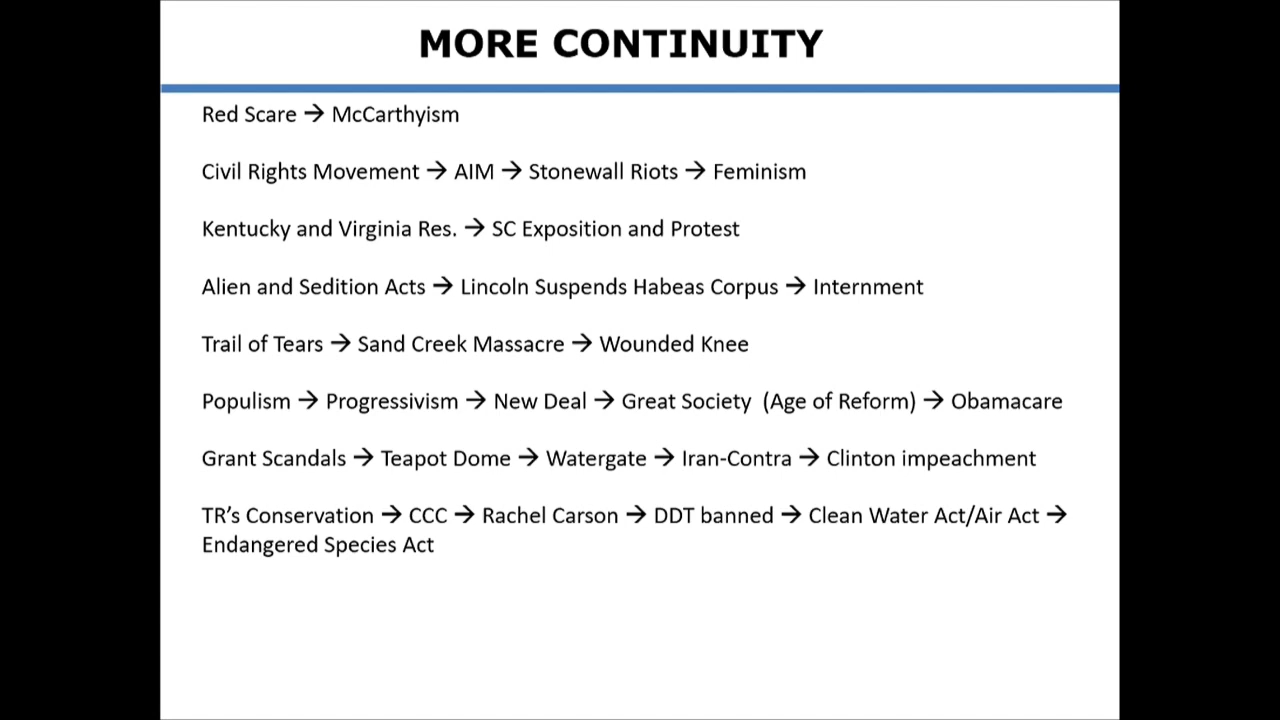 MORE CONTINUITY
Red Scare → McCarthyism
Civil Rights Movement → AIM → Stonewall Riots → Feminism
Kentucky and Virginia Res. → SC Exposition and Protest
Alien and Sedition Acts → Lincoln Suspends Habeas Corpus → Internment
Trail of Tears → Sand Creek Massacre → Wounded Knee
Populism → Progressivism → New Deal → Great Society  (Age of Reform) → Obamacare
Grant Scandals → Teapot Dome → Watergate → Iran-Contra → Clinton impeachment
TR’s Conservation → CCC → Rachel Carson → DDT banned → Clean Water Act/Air Act →
Endangered Species Act